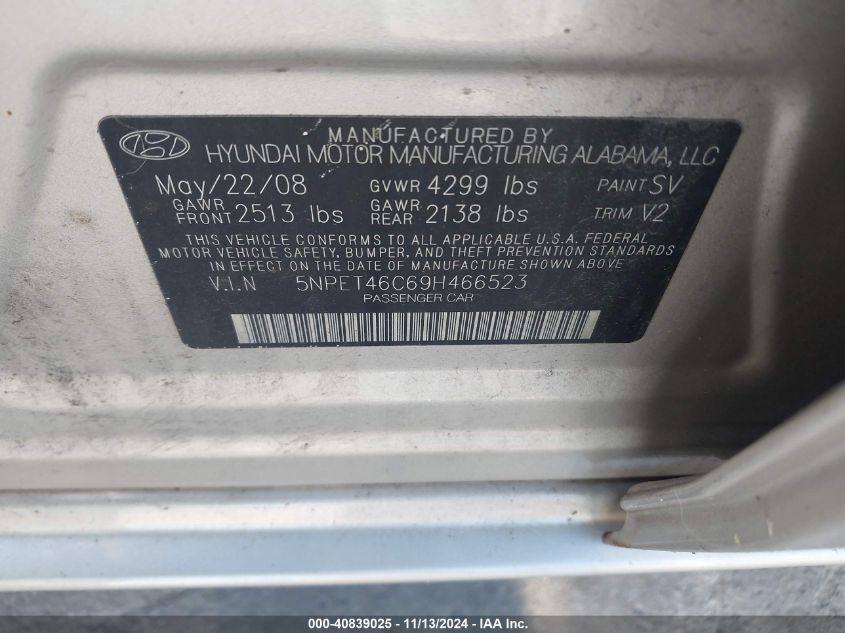 MANUFACTURED BY
HYUNDAI MOTOR MANUFACTURING ALABAMA, LLC
May/22/08 GVWR 4299 lbs PAINT SV
GAWR FRONT 2513 lbs GAWR REAR 2138 lbs TRIM V2
THIS VEHICLE CONFORMS TO ALL APPLICABLE U.S.A. FEDERAL
MOTOR VEHICLE SAFETY, BUMPER, AND THEFT PREVENTION STANDARDS
IN EFFECT ON THE DATE OF MANUFACTURE SHOWN ABOVE.
V.I.N 5NPET46C69H466523
PASSENGER CAR
000-40839025 - 11/13/2024 - IAA Inc.